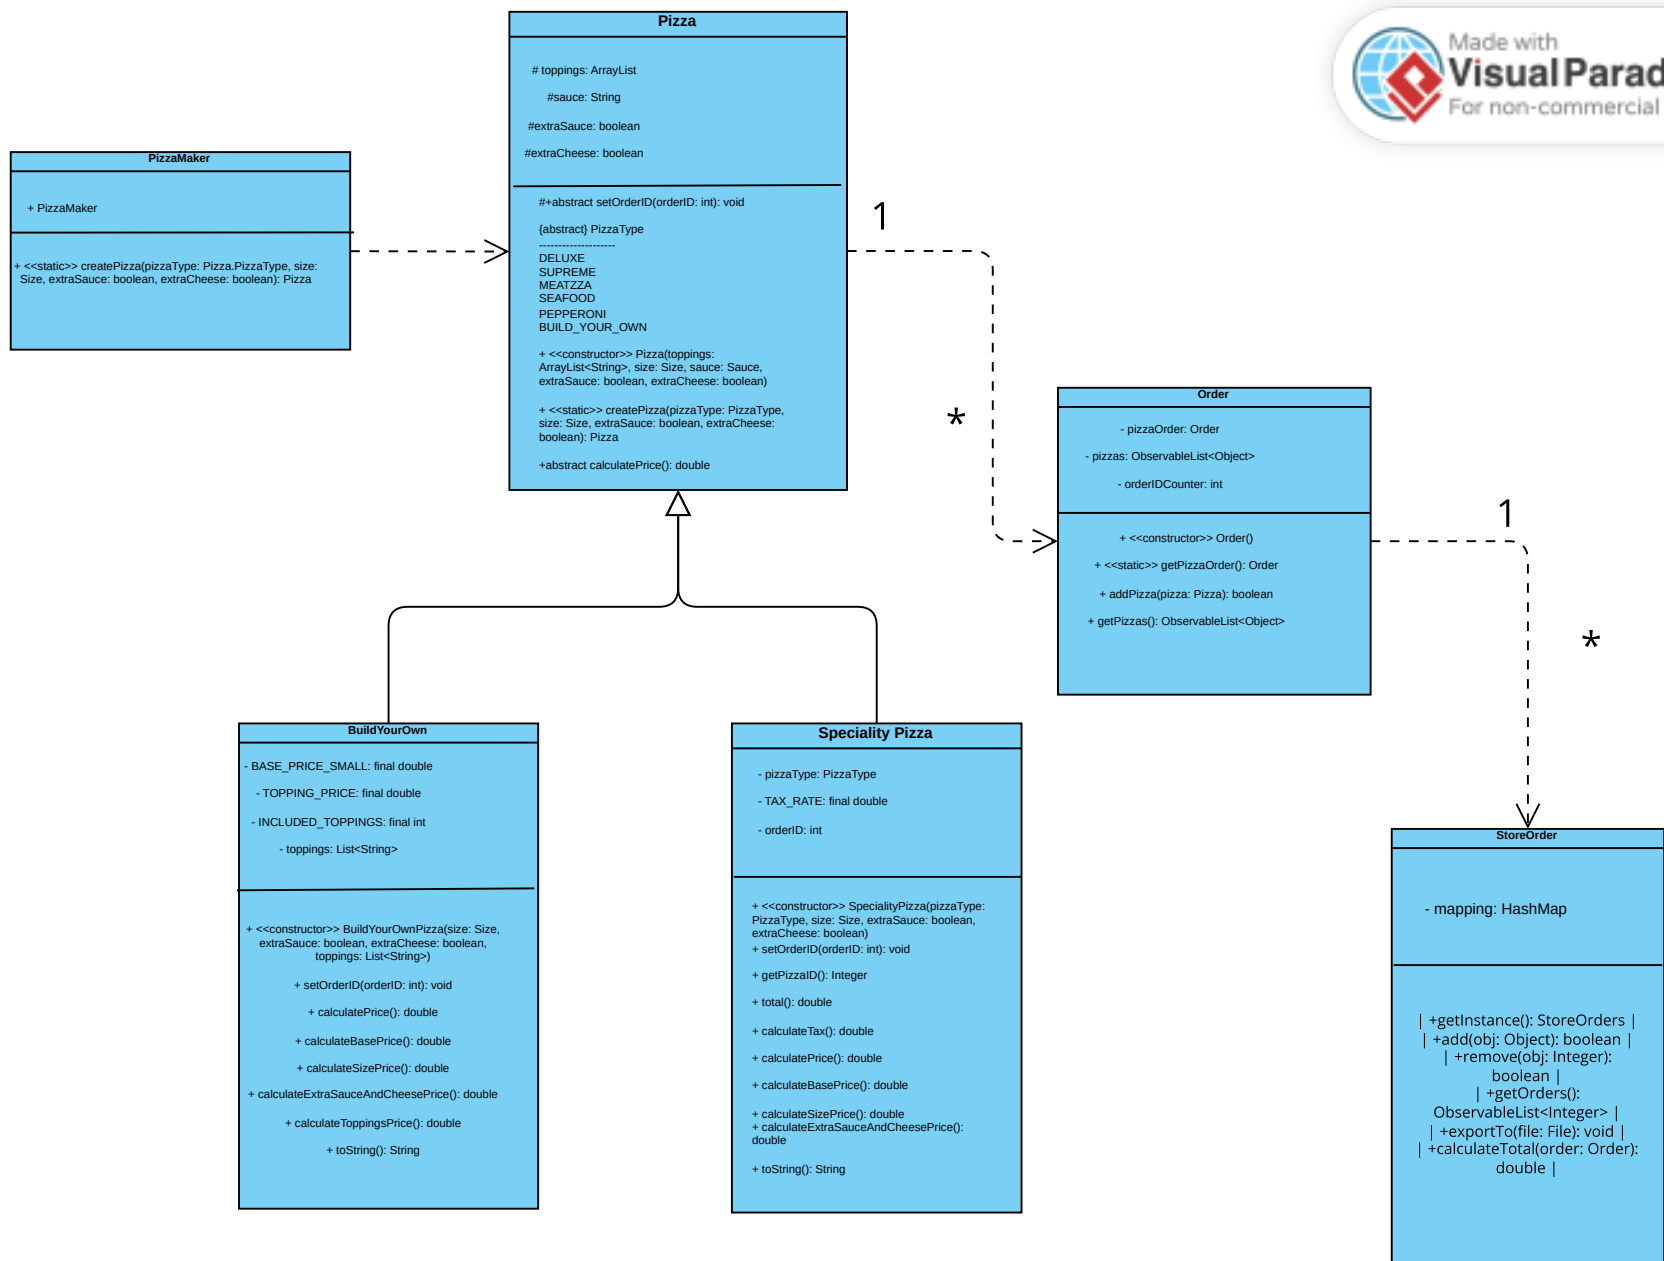 Pizza
# toppings: ArrayList
#sauce: String
#extraSauce: boolean
#extraCheese: boolean
#+abstract setOrderID(orderID: int): void
{abstract} PizzaType
--------------------
DELUXE
SUPREME
MEATZZA
SEAFOOD
PEPPERONI
BUILD_YOUR_OWN
+ <<constructor>> Pizza(toppings:
ArrayList<String>, size: Size, sauce: Sauce,
extraSauce: boolean, extraCheese: boolean)
+ <<static>> createPizza(pizzaType: PizzaType,
size: Size, extraSauce: boolean, extraCheese:
boolean): Pizza
+abstract calculatePrice(): double
Made with
Visual Parad
For non-commercial
PizzaMaker
+ PizzaMaker
+ <<static>> createPizza(pizzaType: Pizza.PizzaType, size:
Size, extraSauce: boolean, extraCheese: boolean): Pizza
1
*
Order
- pizzaOrder: Order
- pizzas: ObservableList<Object>
- orderIDCounter: int
+ <<constructor>> Order()
+ <<static>> getPizzaOrder(): Order
+ addPizza(pizza: Pizza): boolean
+ getPizzas(): ObservableList<Object>
1
*
BuildYourOwn
- BASE_PRICE_SMALL: final double
- TOPPING_PRICE: final double
- INCLUDED_TOPPINGS: final int
- toppings: List<String>
+ <<constructor>> BuildYourOwnPizza(size: Size,
extraSauce: boolean, extraCheese: boolean,
toppings: List<String>)
+ setOrderID(orderID: int): void
+ calculatePrice(): double
+ calculateBasePrice(): double
+ calculateSizePrice(): double
+ calculateExtraSauceAndCheesePrice(): double
+ calculateToppingsPrice(): double
+ toString(): String
Speciality Pizza
- pizzaType: PizzaType
- TAX_RATE: final double
- orderID: int
+ <<constructor>> SpecialityPizza(pizzaType:
PizzaType, size: Size, extraSauce: boolean,
extraCheese: boolean)
+ setOrderID(orderID: int): void
+ getPizzaID(): Integer
+ total(): double
+ calculateTax(): double
+ calculatePrice(): double
+ calculateBasePrice(): double
+ calculateSizePrice(): double
+ calculateExtraSauceAndCheesePrice():
double
+ toString(): String
StoreOrder
- mapping: HashMap
| +getInstance(): StoreOrders |
| +add(obj: Object): boolean |
| +remove(obj: Integer):
boolean |
| +getOrders():
ObservableList<Integer> |
| +exportTo(file: File): void |
| +calculateTotal(order: Order):
double |